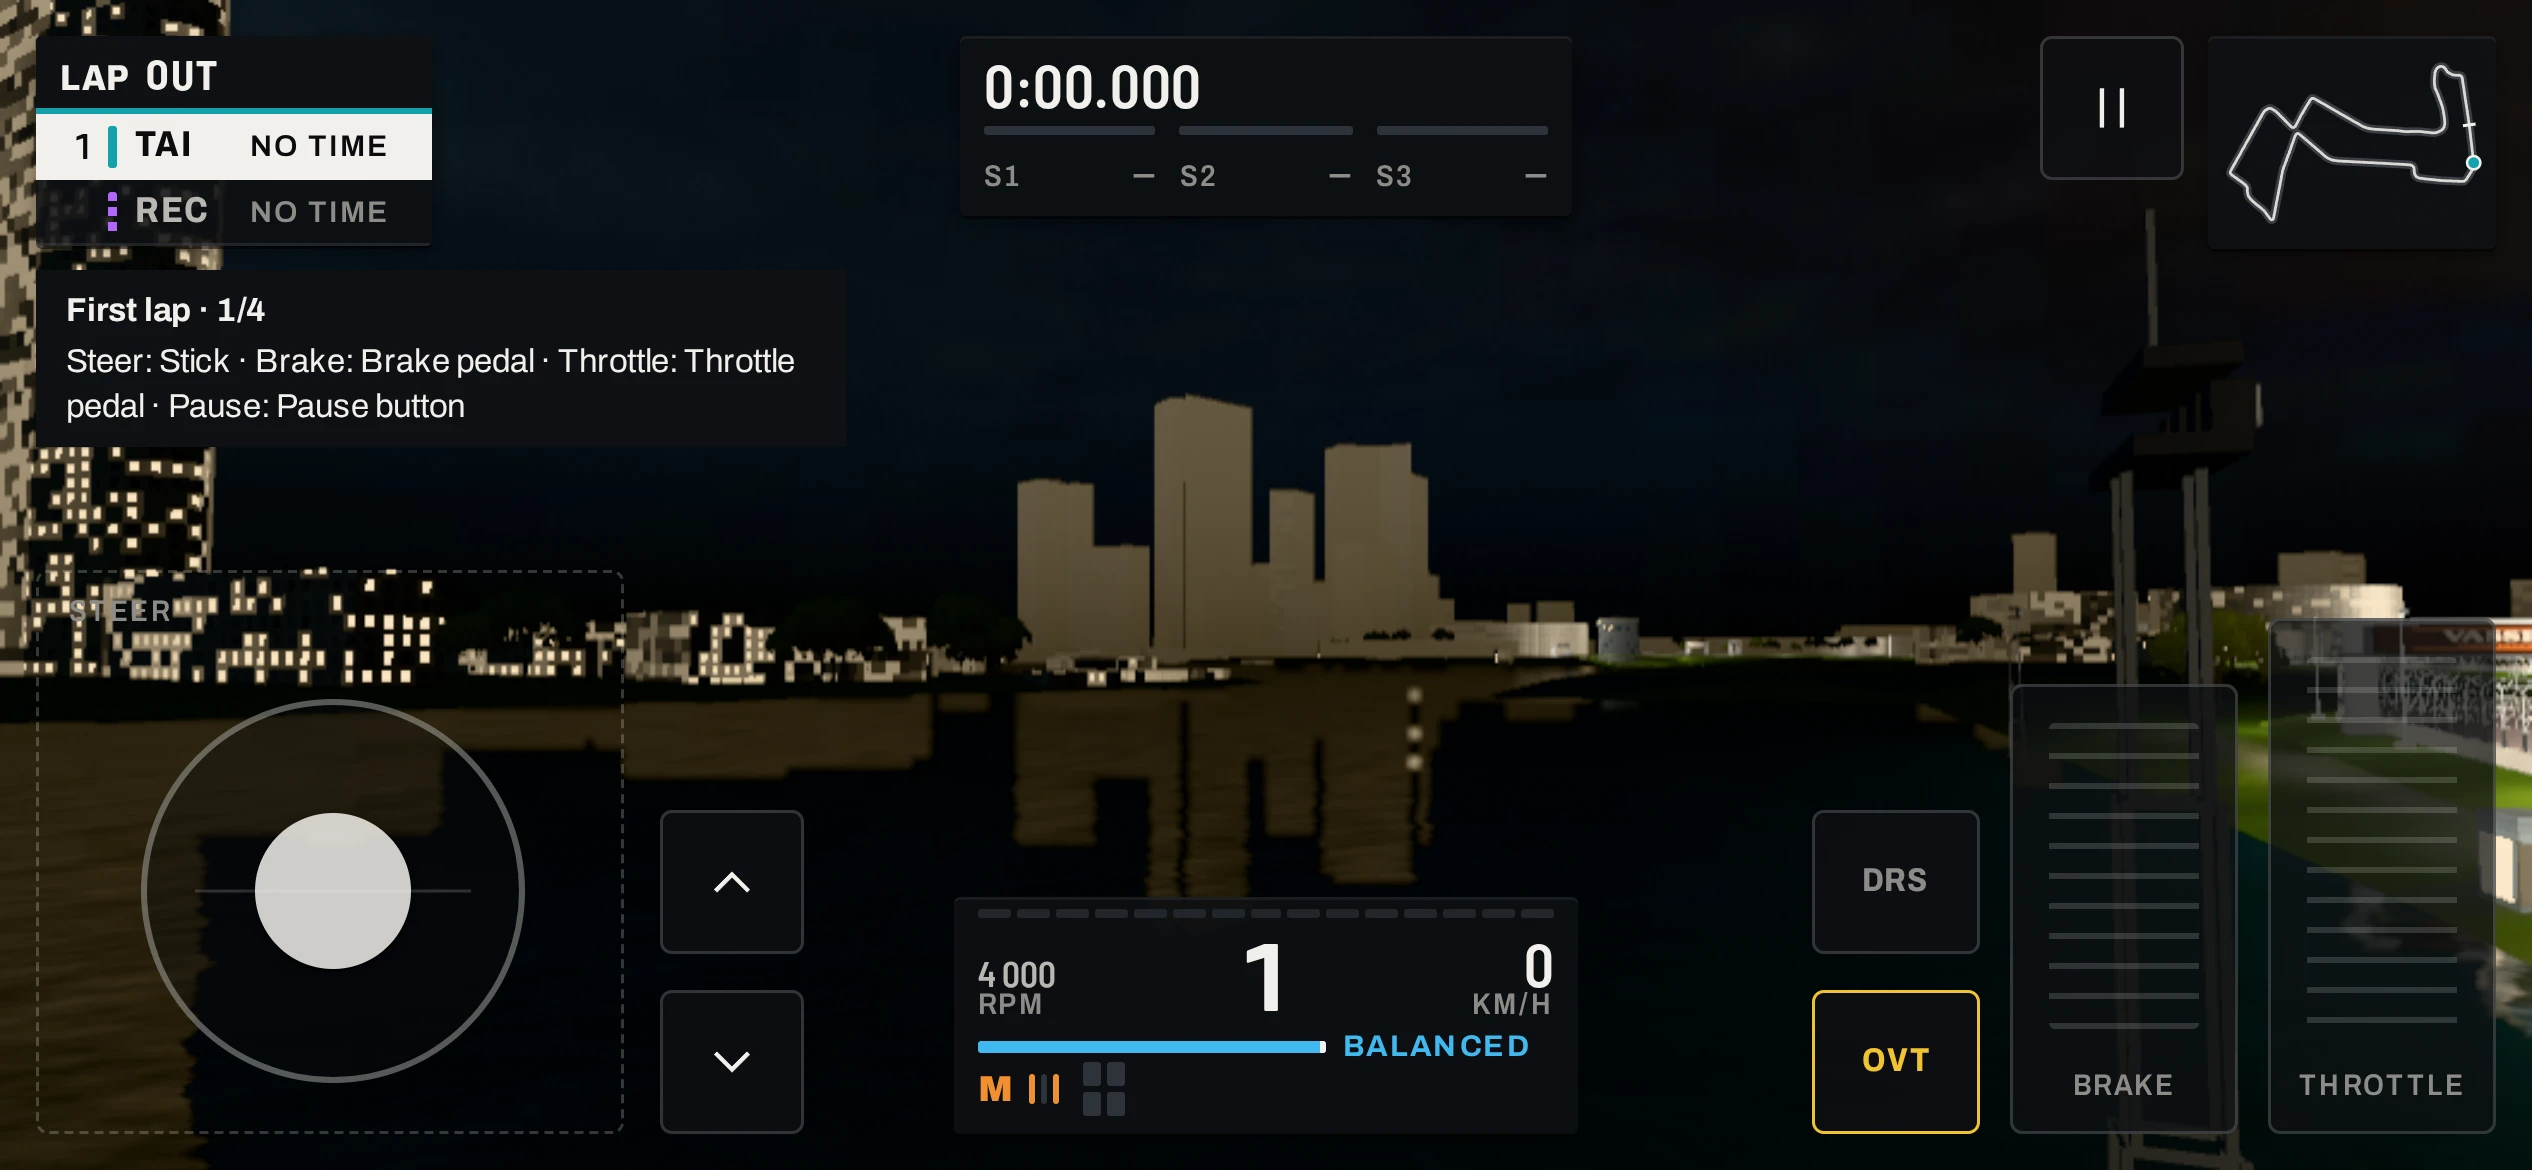 LAP OUT
1 TAI NO TIME
REC NO TIME
0:00.000
S1 – S2 – S3 –
First lap · 1/4
Steer: Stick · Brake: Brake pedal · Throttle: Throttle
pedal · Pause: Pause button
STEER
4 000
RPM
1
0
KM/H
BALANCED
M
DRS
OVT
BRAKE
THROTTLE